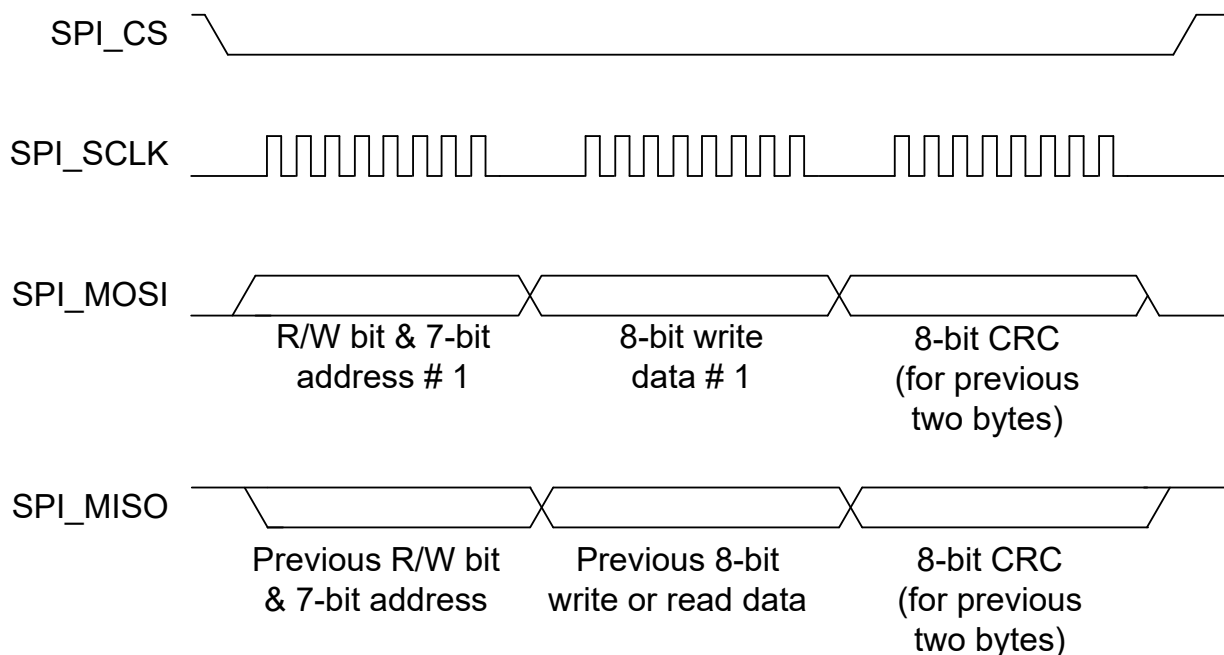 SPI_CS
SPI_SCLK
SPI_MOSI
R/W bit & 7-bit
address # 1
8-bit write
data # 1
8-bit CRC
(for previous
two bytes)
SPI_MISO
Previous R/W bit
& 7-bit address
Previous 8-bit
write or read data
8-bit CRC
(for previous
two bytes)